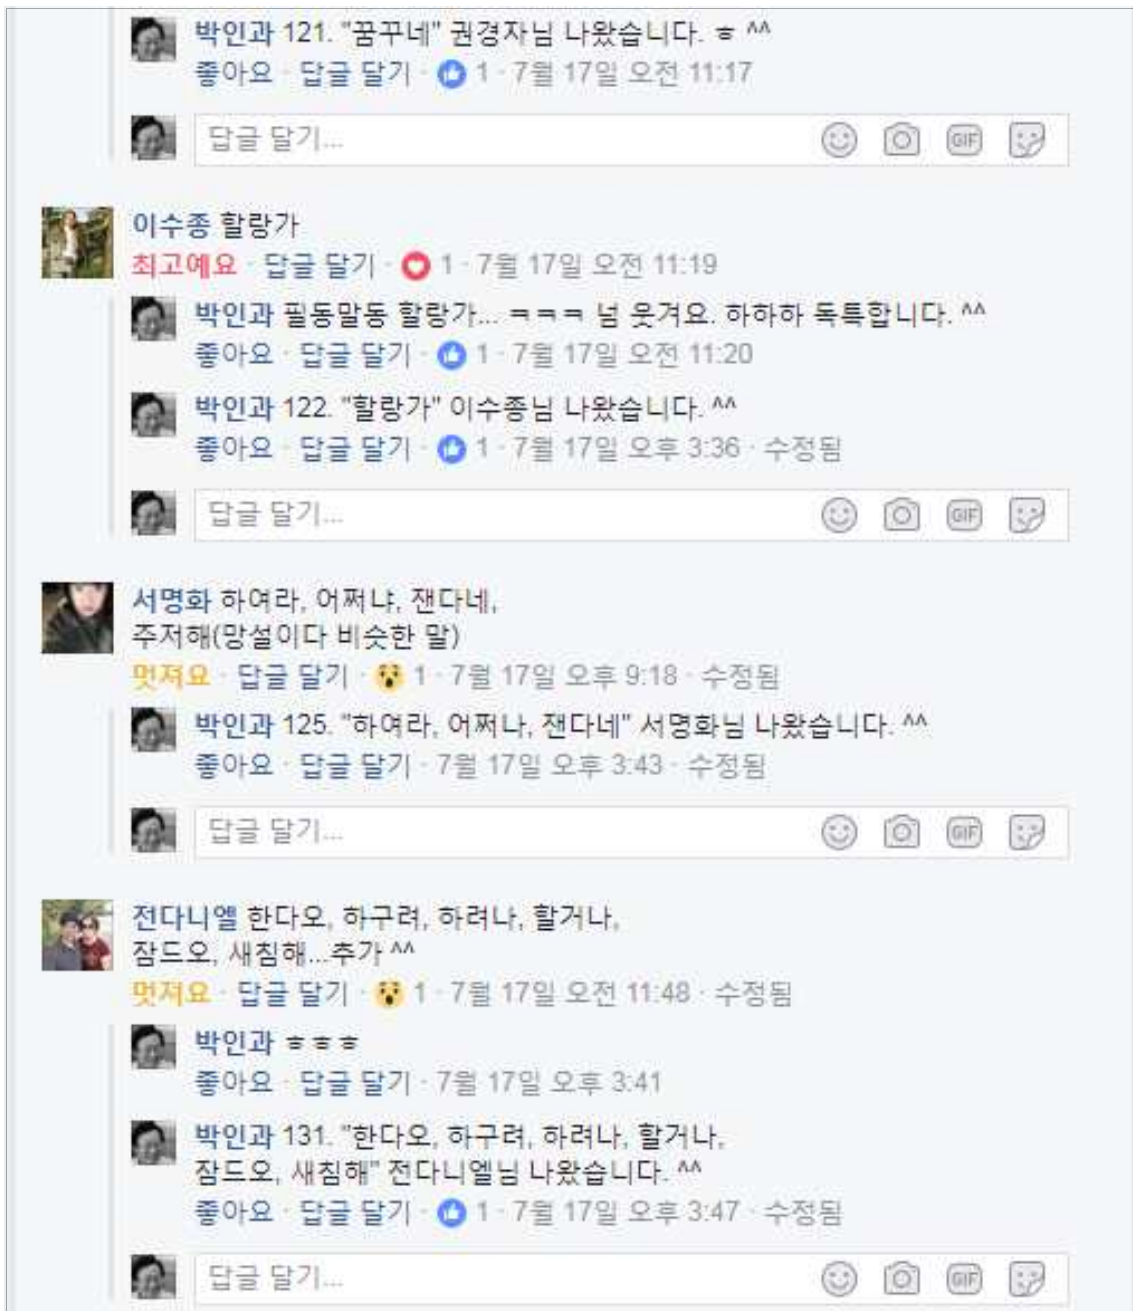 박인과 121. "꿈꾸네" 권경자님 나왔습니다. ㅎ ^^
좋아요 · 답글 달기 · 1 · 7월 17일 오전 11:17
답글 달기...
GIF
이수종 할랑가
최고예요 · 답글 달기 · 1 · 7월 17일 오전 11:19
박인과 필동말동 할랑가... ㅋㅋㅋ 넘 웃겨요. 하하하 독특합니다. ^^
좋아요 · 답글 달기 · 1 · 7월 17일 오전 11:20
박인과 122. "할랑가" 이수종님 나왔습니다. ^^
좋아요 · 답글 달기 · 1 · 7월 17일 오후 3:36 · 수정됨
답글 달기...
GIF
서명화 하여라, 어쩌냐, 잰다네,
주저해(망설이다 비슷한 말)
멋져요 · 답글 달기 · 1 · 7월 17일 오후 9:18 · 수정됨
박인과 125. "하여라, 어쩌나, 잰다네" 서명화님 나왔습니다. ^^
좋아요 · 답글 달기 · 7월 17일 오후 3:43 · 수정됨
답글 달기...
GIF
전다니엘 한다오, 하구려, 하려나, 할거나,
잠드오, 새침해...추가 ^^
멋져요 · 답글 달기 · 1 · 7월 17일 오전 11:48 · 수정됨
박인과 ㅎㅎㅎ
좋아요 · 답글 달기 · 7월 17일 오후 3:41
박인과 131. "한다오, 하구려, 하려나, 할거나,
잠드오, 새침해" 전다니엘님 나왔습니다. ^^
좋아요 · 답글 달기 · 1 · 7월 17일 오후 3:47 · 수정됨
답글 달기...
GIF